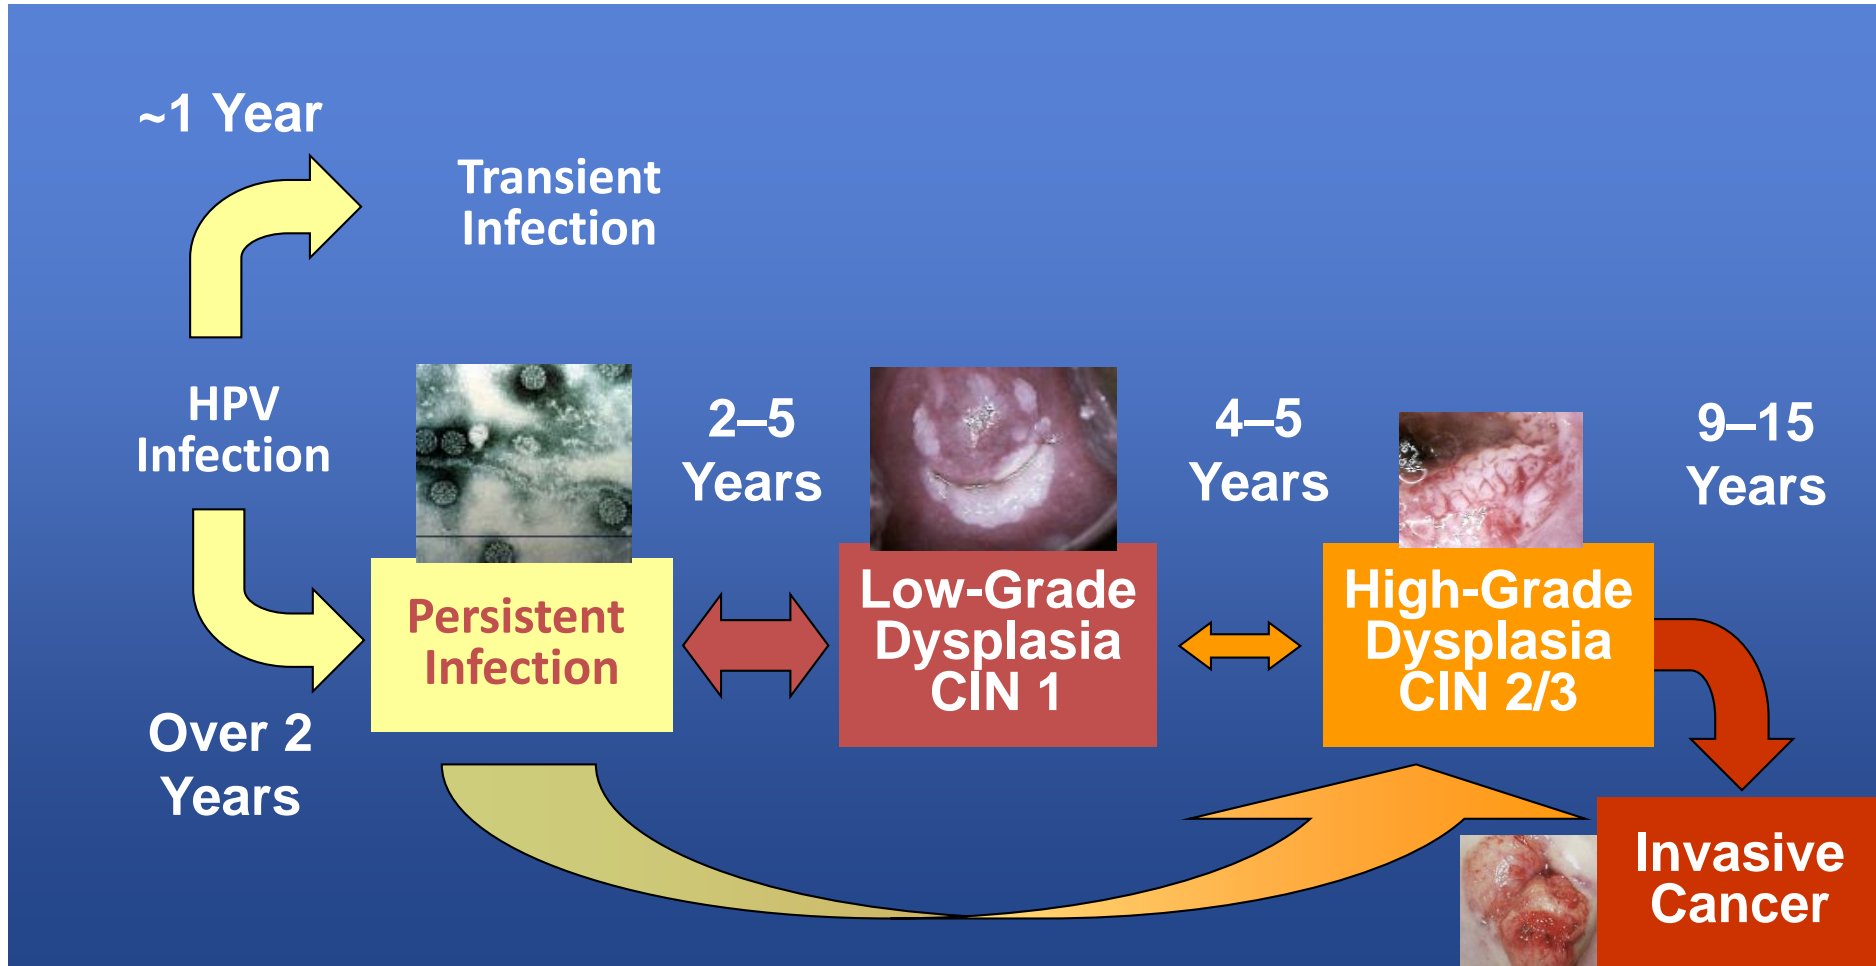 ~1 Year
Transient
Infection
HPV
Infection
2–5
Years
4–5
Years
9–15
Years
Persistent
Infection
Low-Grade
Dysplasia
CIN 1
High-Grade
Dysplasia
CIN 2/3
Over 2
Years
Invasive
Cancer